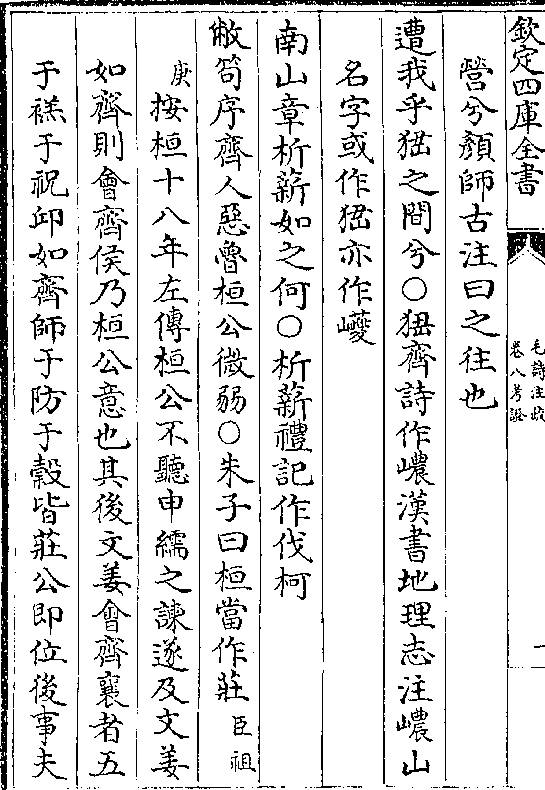 欽定四庫全書
毛詩注疏
卷八考證
一
營兮顏師古注曰之往也
遭我乎猺之間兮○猺齊詩作巙漢書地理志注巙山
名字或作猺亦作巎
南山章析薪如之何○析薪禮記作伐柯
敝笱序齊人惡魯桓公微弱○朱子曰桓當作莊臣祖
庚按桓十八年左傳桓公不聽申繻之諫遂及文姜
如齊則會齊侯乃桓公意也其後文姜會齊襄者五
于禚于祝邱如齊師于防于穀皆莊公即位後事夫